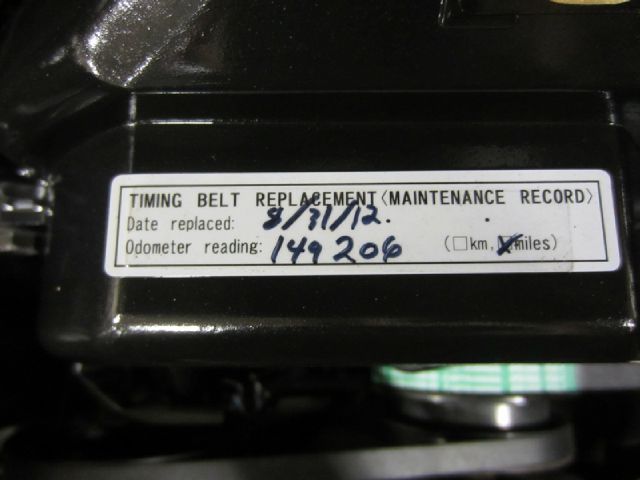 TIMING BELT REPLACEMENT〈MAINTENANCE RECORD〉
Date replaced: 8/31/12.
Odometer reading: 149206 (□km, ☑miles)